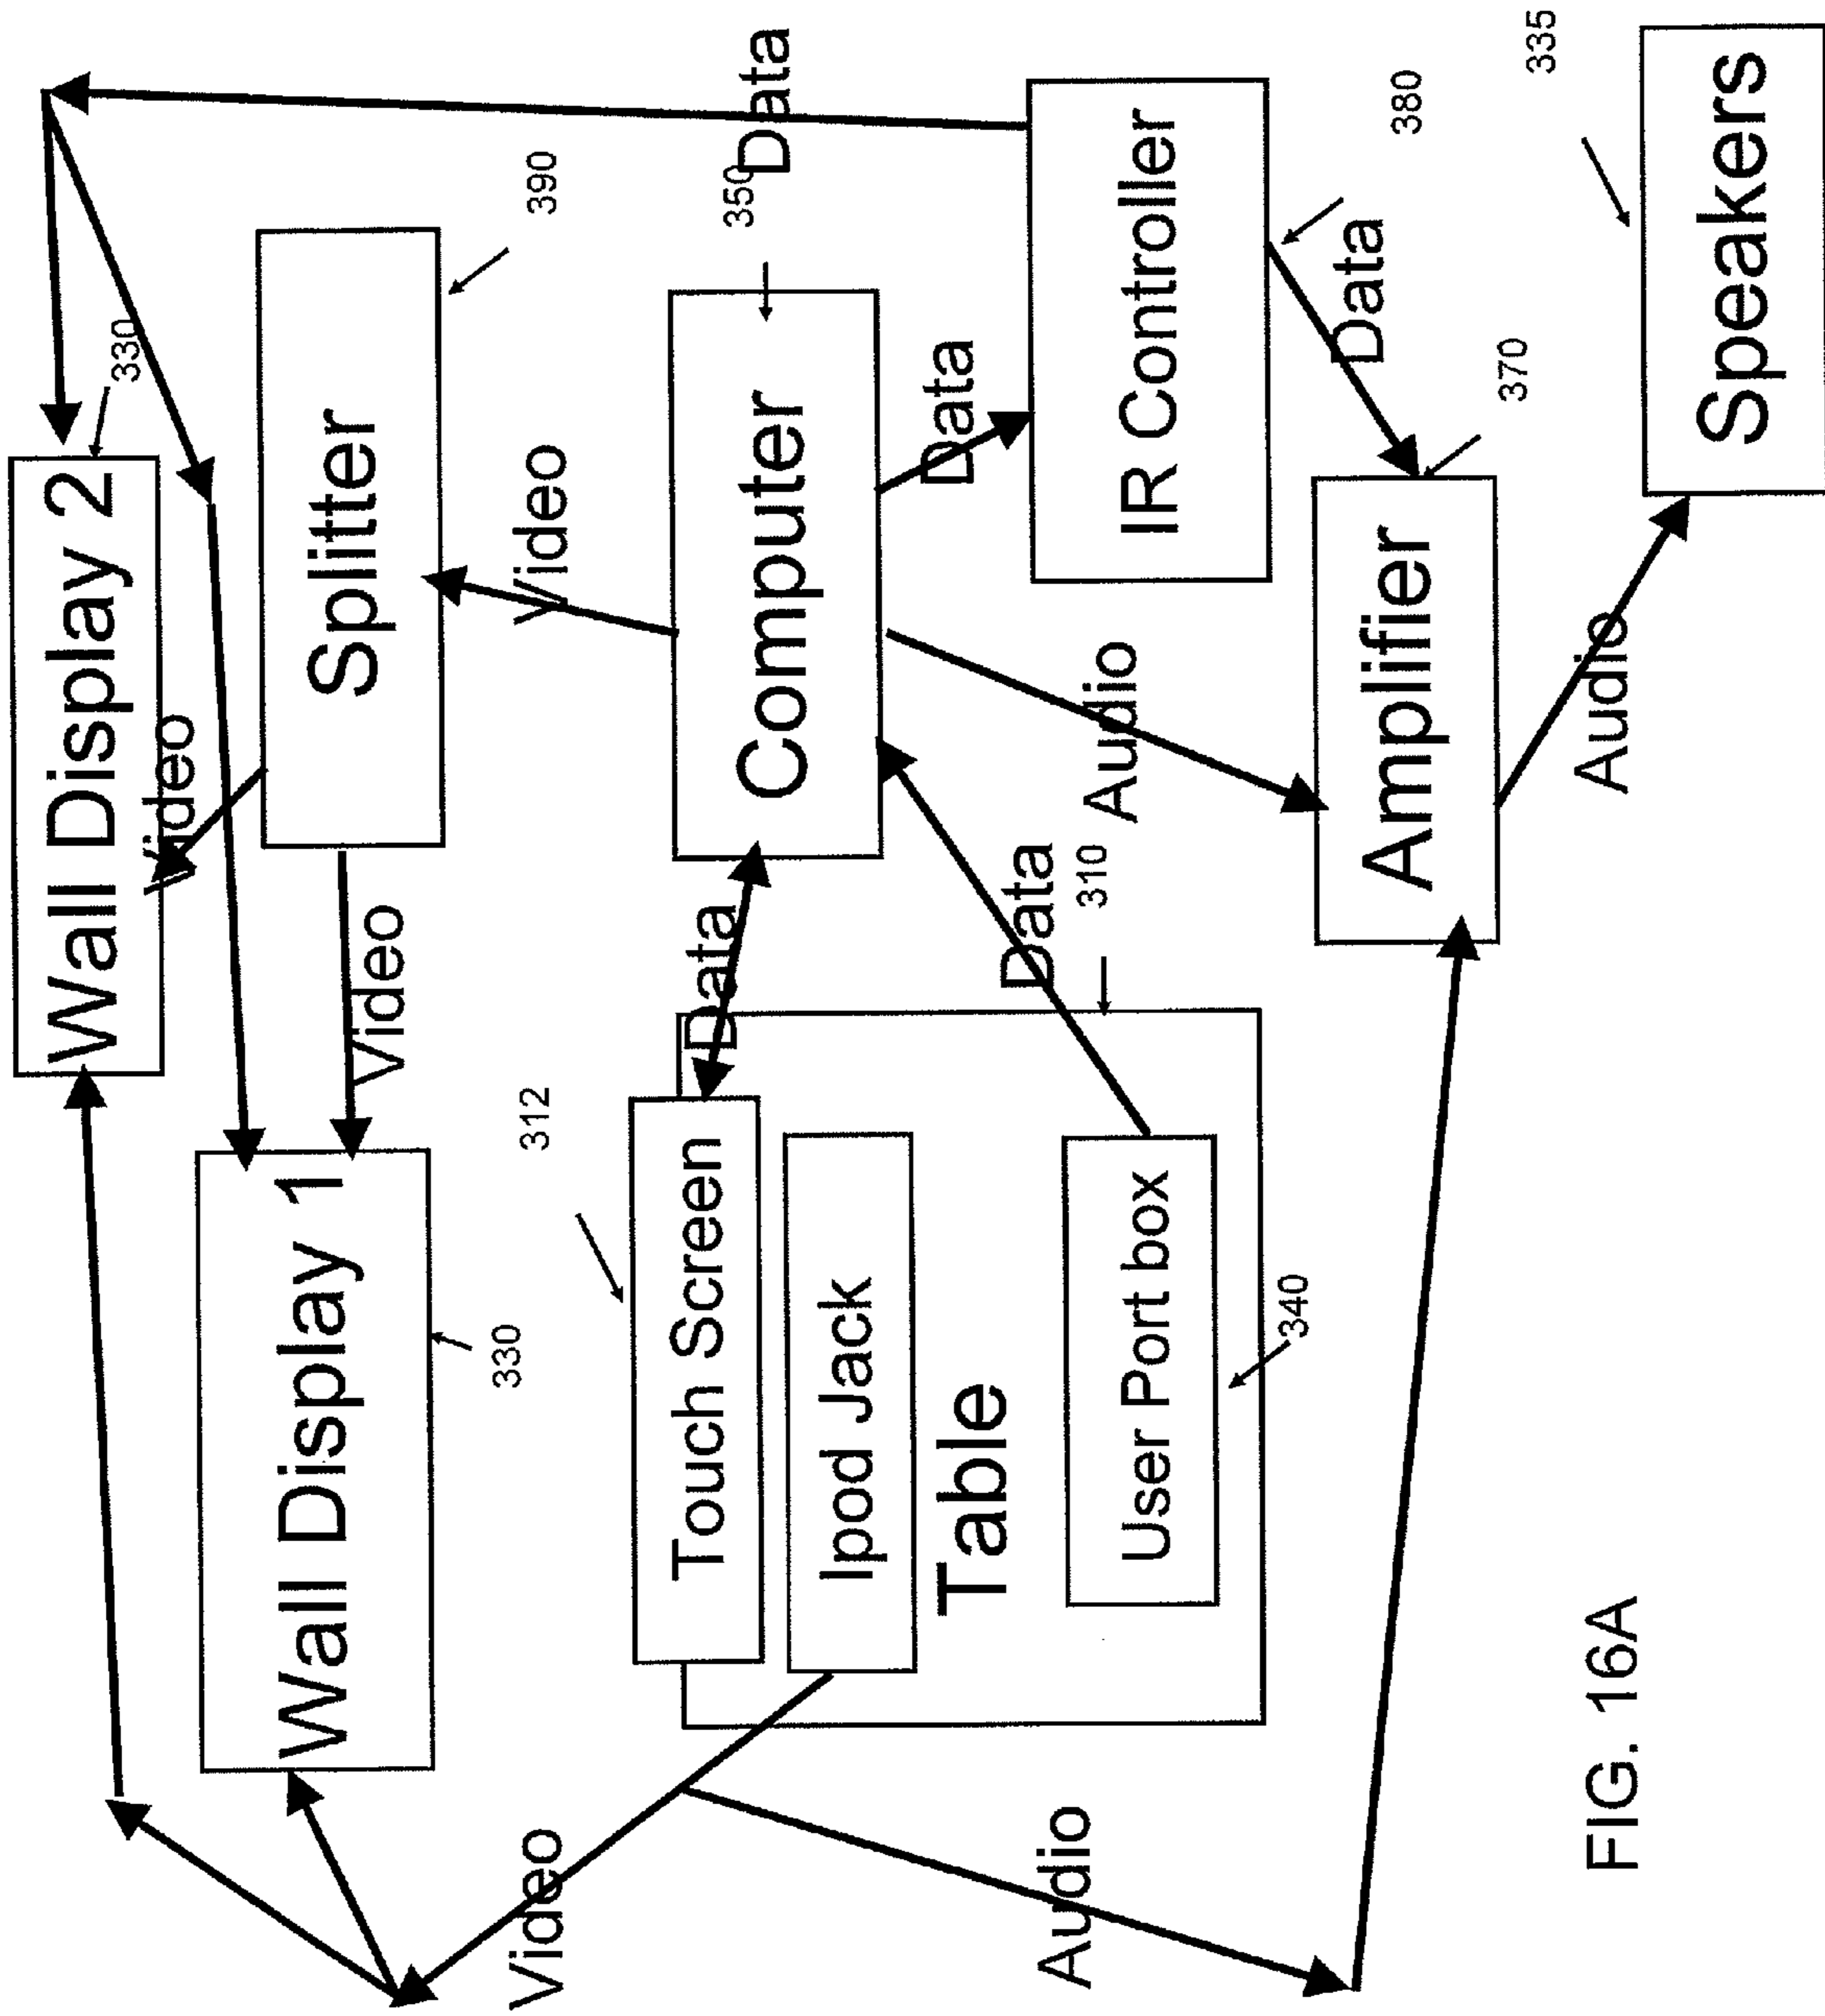 Wall Display 2
330
Wall Display 1
330
Splitter
390
Video
Video
Video
Touch Screen
312
Ipod Jack
Table
User Port box
340
310
Data
Data
Computer
350
Data
Data
IR Controller
380
Data
Audio
Amplifier
370
Audio
Speakers
335
Video
Audio
FIG. 16A